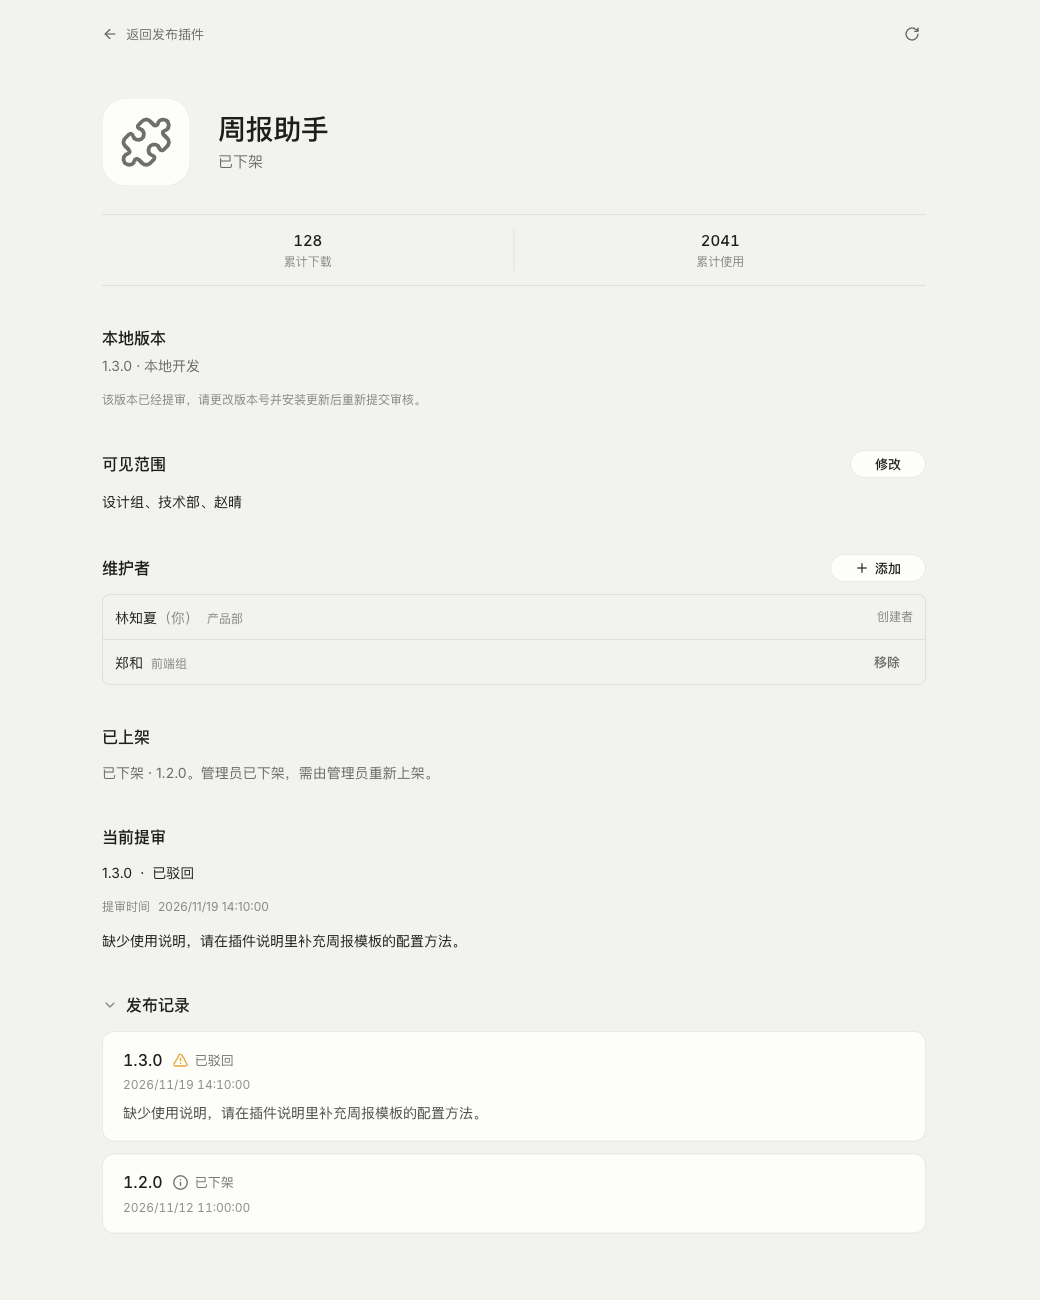 返回发布插件
周报助手
已下架
128
累计下载
2041
累计使用
本地版本
1.3.0 · 本地开发
该版本已经提审，请更改版本号并安装更新后重新提交审核。
可见范围
修改
设计组、技术部、赵晴
维护者
添加
林知夏（你） 产品部
创建者
郑和 前端组
移除
已上架
已下架 · 1.2.0。管理员已下架，需由管理员重新上架。
当前提审
1.3.0 · 已驳回
提审时间 2026/11/19 14:10:00
缺少使用说明，请在插件说明里补充周报模板的配置方法。
发布记录
1.3.0 已驳回
2026/11/19 14:10:00
缺少使用说明，请在插件说明里补充周报模板的配置方法。
1.2.0 已下架
2026/11/12 11:00:00